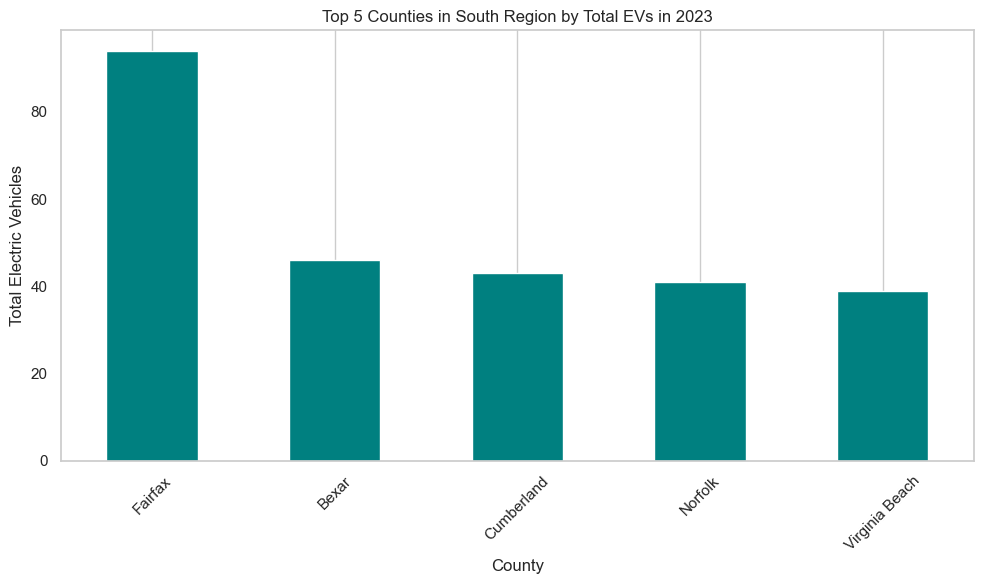 Top 5 Counties in South Region by Total EVs in 2023
Total Electric Vehicles
80
60
40
20
0
Fairfax
Bexar
Cumberland
Norfolk
Virginia Beach
County